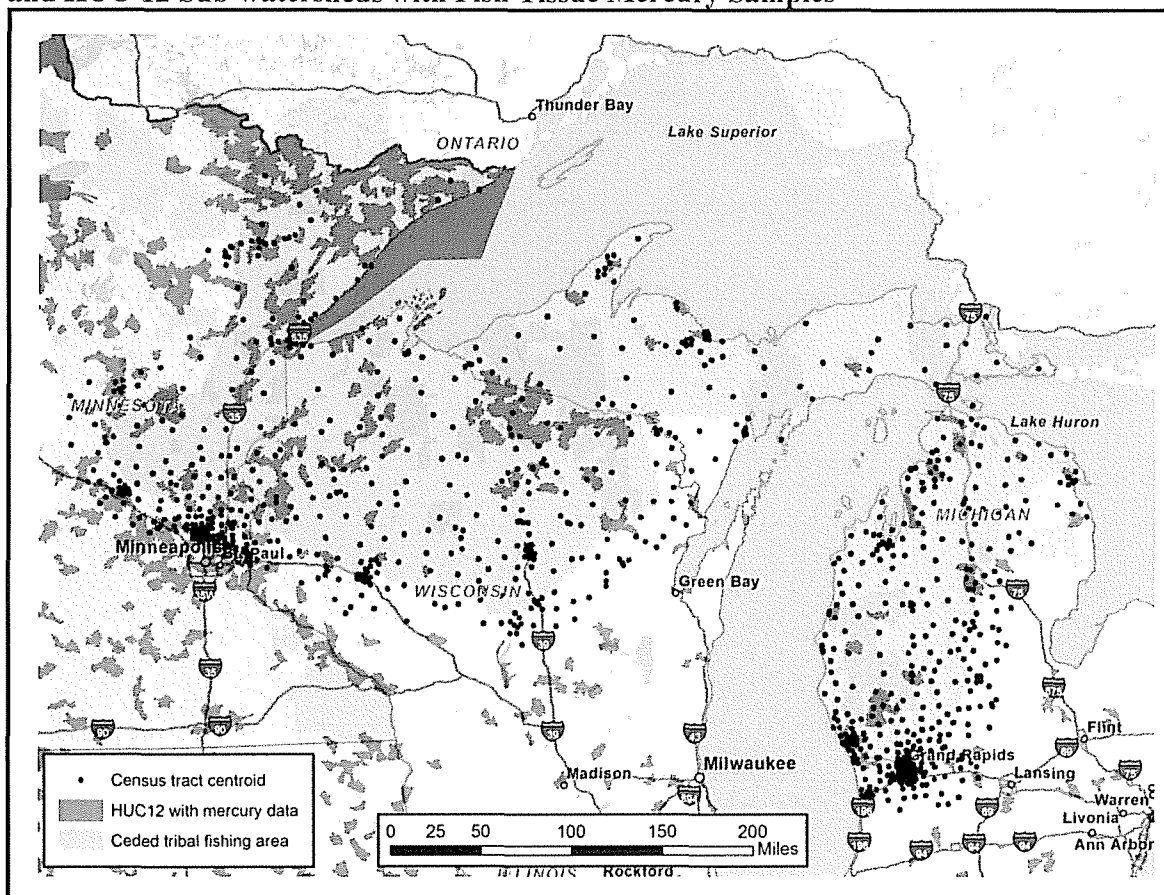 and HUC-12 Sub-watersheds with Fish Tissue Mercury Samples
Thunder Bay
ONTARIO
Lake Superior
MINNESOTA
Lake Huron
MICHIGAN
Minneapolis
St. Paul
WISCONSIN
Green Bay
Flint
Grand Rapids
Lansing
Madison
Milwaukee
Warren
Livonia
Ann Arbor
ILLINOIS
Rockford
Census tract centroid
HUC12 with mercury data
Ceded tribal fishing area
0 25 50 100 150 200
Miles